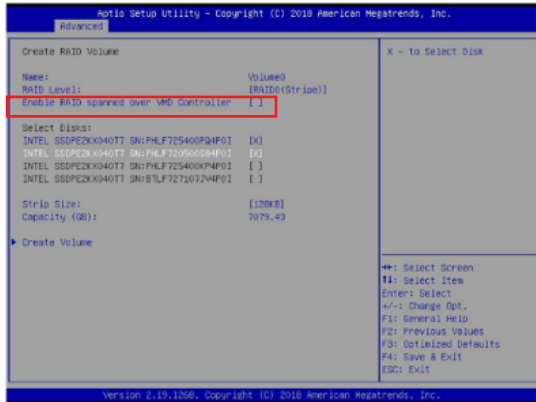 Aptio Setup Utility – Copyright (C) 2018 American Megatrends, Inc.
Advanced
Create RAID Volume
X – to Select Disk
Name: Volume0
RAID Level: [RAID0(Stripe)]
Enable RAID spanned over VMD Controller [ ]
Select Disks:
INTEL SSDPE2KX040T7 SN:PHLF725400PQ4P0I [X]
INTEL SSDPE2KX040T7 [X]
INTEL SSDPE2KX040T7 SN:PHLF725400KP4P0I [ ]
INTEL SSDPE2KX040T7 SN:BTLF727107JV4P0I [ ]
Strip Size: [128KB]
Capacity (GB): 7079.43
Create Volume
→←: Select Screen
↑↓: Select Item
Enter: Select
+/-: Change Opt.
F1: General Help
F2: Previous Values
F3: Optimized Defaults
F4: Save & Exit
ESC: Exit
Version 2.19.1268. Copyright (C) 2018 American Megatrends, Inc.